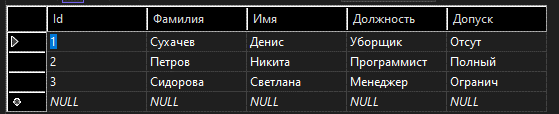 Id Фамилия Имя Должность Допуск
1 Сухачев Денис Уборщик Отсут
2 Петров Никита Программист Полный
3 Сидорова Светлана Менеджер Огранич
NULL NULL NULL NULL NULL